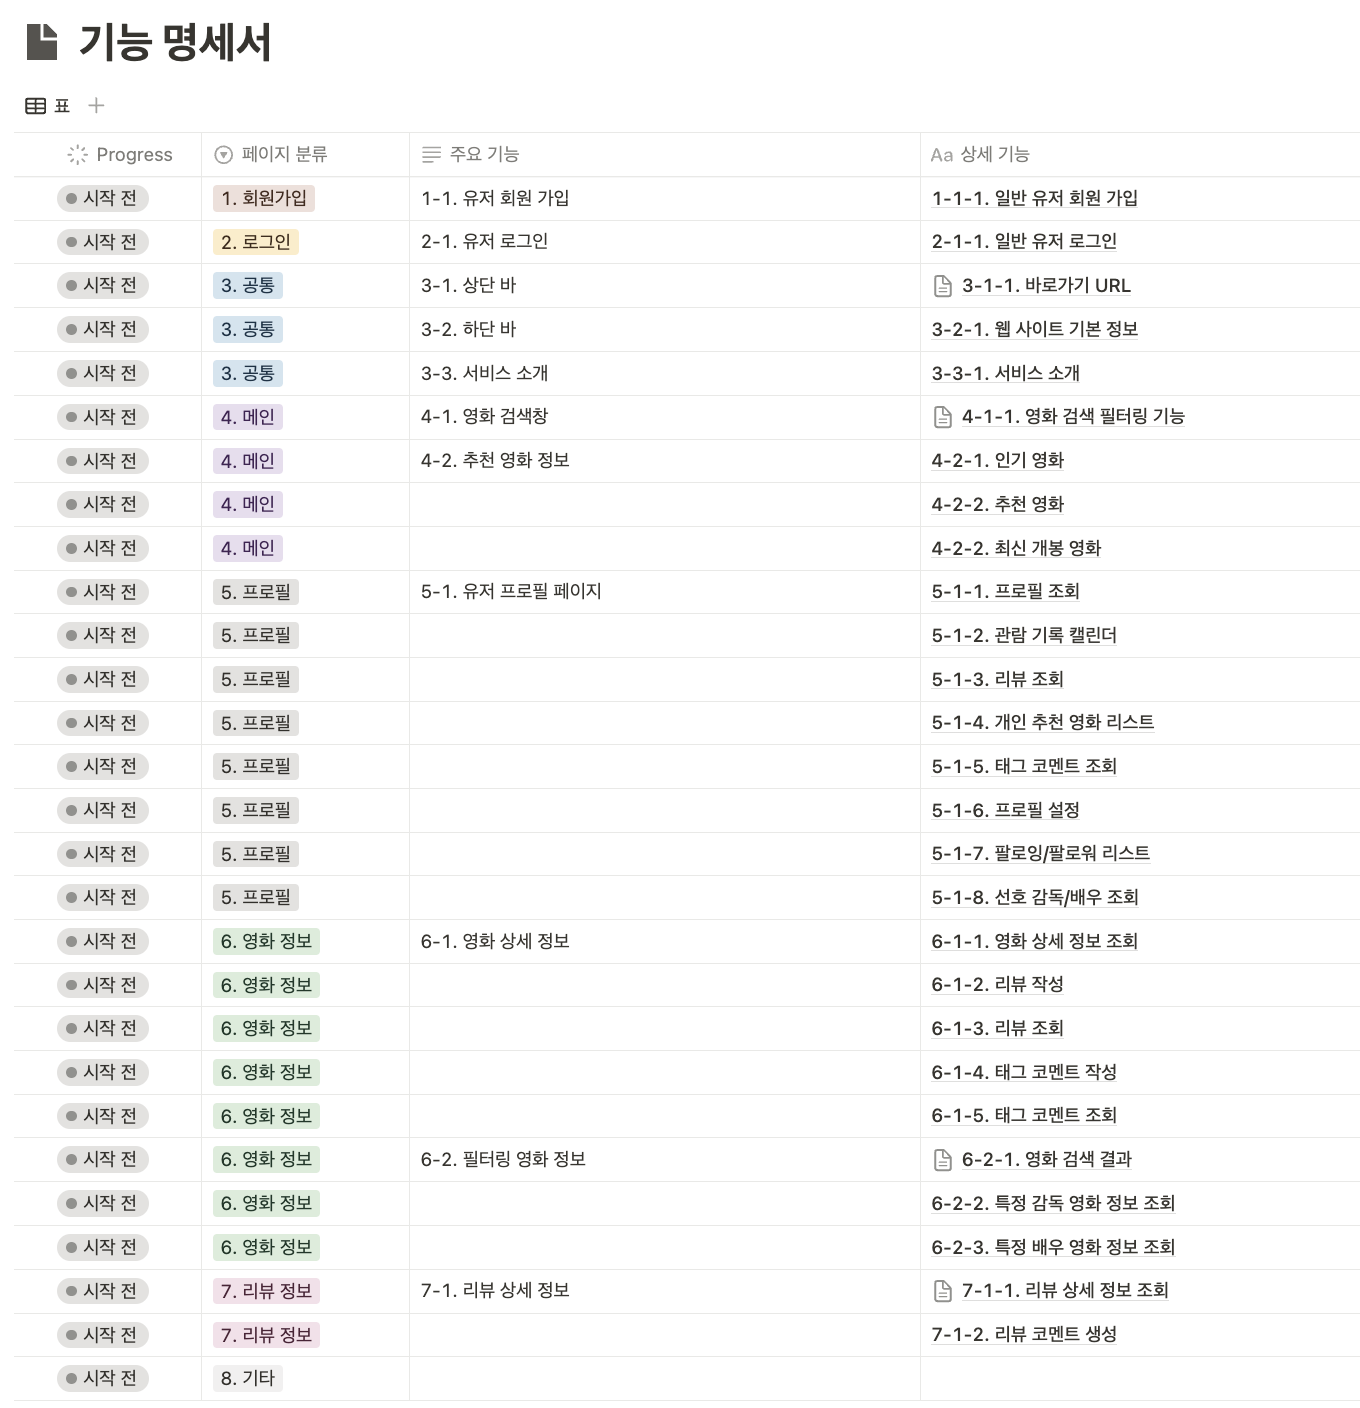 기능 명세서
표
Progress 페이지 분류 주요 기능 Aa 상세 기능
시작 전 1. 회원가입 1-1. 유저 회원 가입 1-1-1. 일반 유저 회원 가입
시작 전 2. 로그인 2-1. 유저 로그인 2-1-1. 일반 유저 로그인
시작 전 3. 공통 3-1. 상단 바 3-1-1. 바로가기 URL
시작 전 3. 공통 3-2. 하단 바 3-2-1. 웹 사이트 기본 정보
시작 전 3. 공통 3-3. 서비스 소개 3-3-1. 서비스 소개
시작 전 4. 메인 4-1. 영화 검색창 4-1-1. 영화 검색 필터링 기능
시작 전 4. 메인 4-2. 추천 영화 정보 4-2-1. 인기 영화
시작 전 4. 메인 4-2-2. 추천 영화
시작 전 4. 메인 4-2-2. 최신 개봉 영화
시작 전 5. 프로필 5-1. 유저 프로필 페이지 5-1-1. 프로필 조회
시작 전 5. 프로필 5-1-2. 관람 기록 캘린더
시작 전 5. 프로필 5-1-3. 리뷰 조회
시작 전 5. 프로필 5-1-4. 개인 추천 영화 리스트
시작 전 5. 프로필 5-1-5. 태그 코멘트 조회
시작 전 5. 프로필 5-1-6. 프로필 설정
시작 전 5. 프로필 5-1-7. 팔로잉/팔로워 리스트
시작 전 5. 프로필 5-1-8. 선호 감독/배우 조회
시작 전 6. 영화 정보 6-1. 영화 상세 정보 6-1-1. 영화 상세 정보 조회
시작 전 6. 영화 정보 6-1-2. 리뷰 작성
시작 전 6. 영화 정보 6-1-3. 리뷰 조회
시작 전 6. 영화 정보 6-1-4. 태그 코멘트 작성
시작 전 6. 영화 정보 6-1-5. 태그 코멘트 조회
시작 전 6. 영화 정보 6-2. 필터링 영화 정보 6-2-1. 영화 검색 결과
시작 전 6. 영화 정보 6-2-2. 특정 감독 영화 정보 조회
시작 전 6. 영화 정보 6-2-3. 특정 배우 영화 정보 조회
시작 전 7. 리뷰 정보 7-1. 리뷰 상세 정보 7-1-1. 리뷰 상세 정보 조회
시작 전 7. 리뷰 정보 7-1-2. 리뷰 코멘트 생성
시작 전 8. 기타